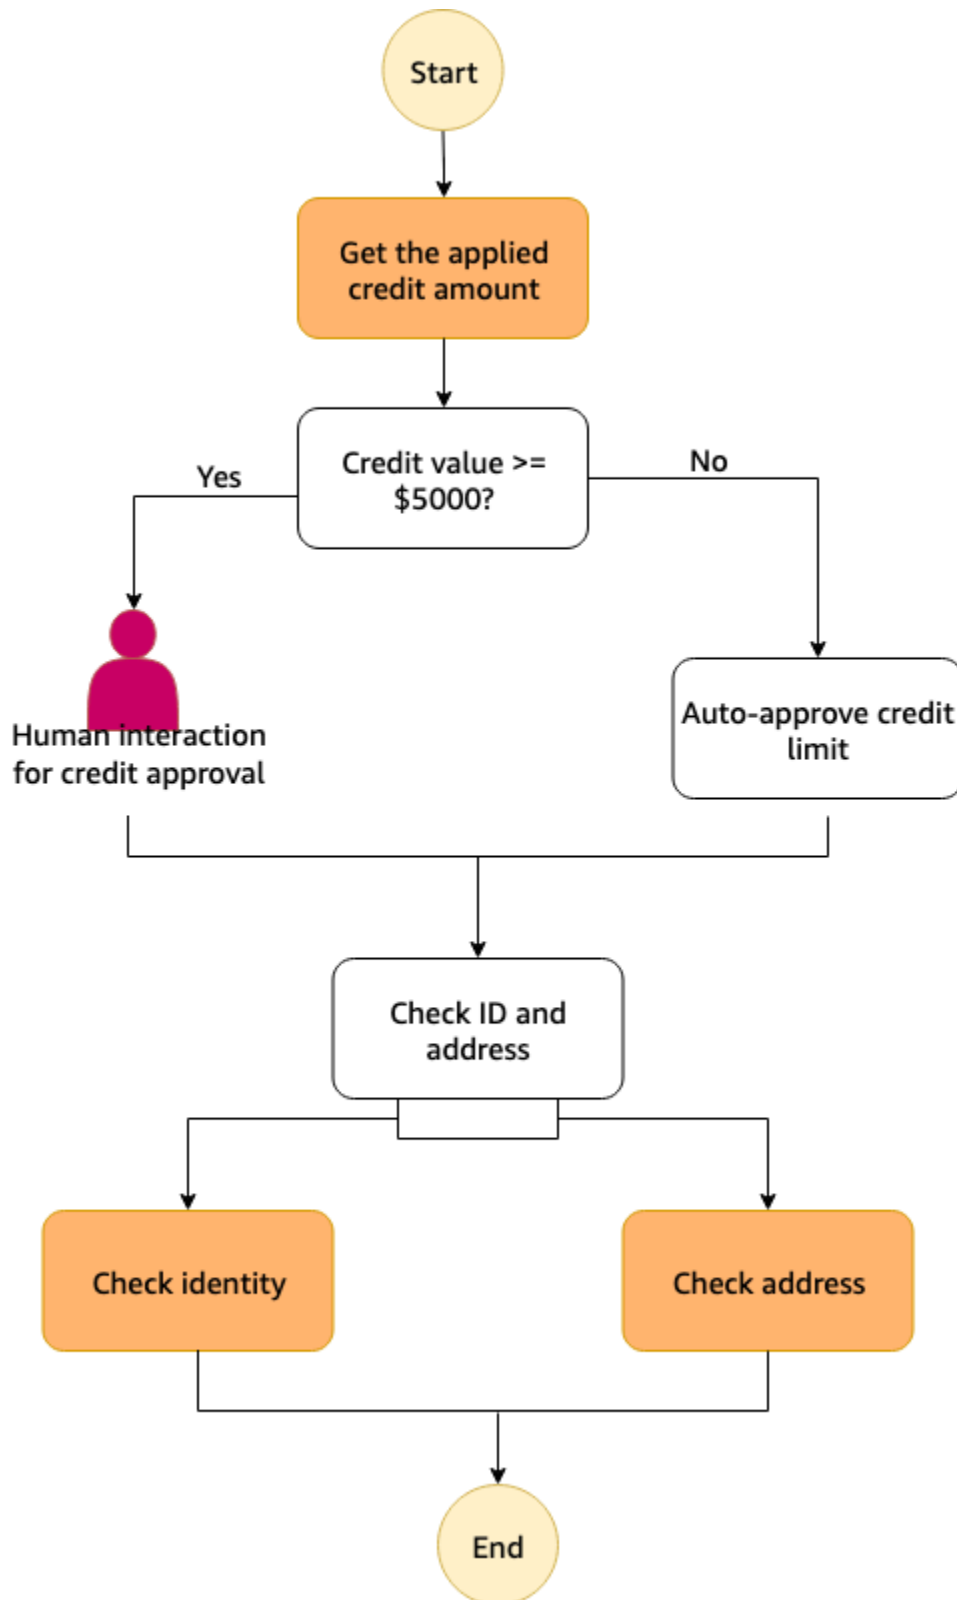 Start
Get the applied
credit amount
Credit value >=
$5000?
Yes
No
Human interaction
for credit approval
Auto-approve credit
limit
Check ID and
address
Check identity
Check address
End